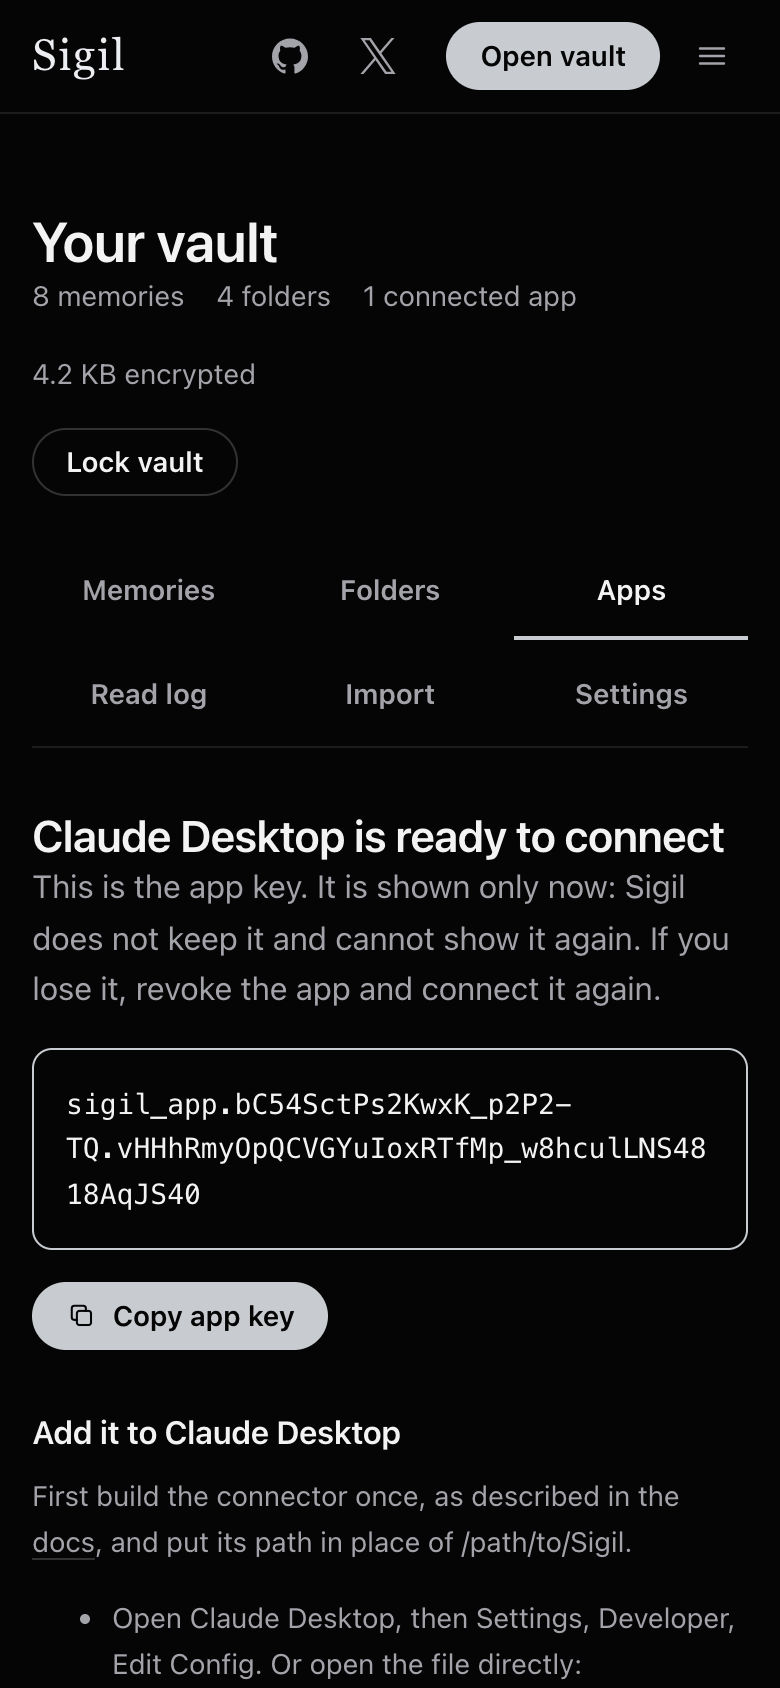 Sigil
Open vault
Your vault
8 memories 4 folders 1 connected app
4.2 KB encrypted
Lock vault
Memories Folders Apps
Read log Import Settings
Claude Desktop is ready to connect
This is the app key. It is shown only now: Sigil
does not keep it and cannot show it again. If you
lose it, revoke the app and connect it again.
sigil_app.bC54SctPs2KwxK_p2P2-
TQ.vHHhRmyOpQCVGYuIoxRTfMp_w8hculLNS48
18AqJS40
Copy app key
Add it to Claude Desktop
First build the connector once, as described in the
docs, and put its path in place of /path/to/Sigil.
• Open Claude Desktop, then Settings, Developer,
Edit Config. Or open the file directly: